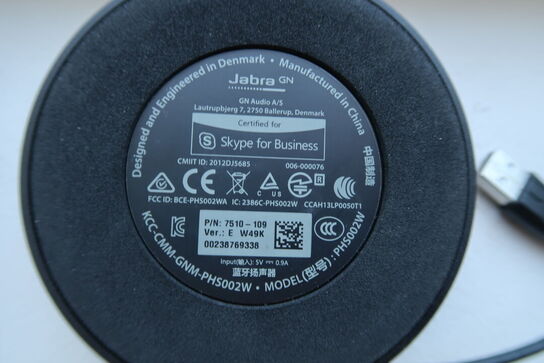 Designed and Engineered in Denmark • Manufactured in China
中国制造
Jabra GN
GN Audio A/S
Lautrupbjerg 7, 2750 Ballerup, Denmark
Certified for
S Skype for Business
CMIIT ID: 2012DJ5685 006-000076
FCC ID: BCE-PHS002WA IC: 2386C-PHS002W CCAH13LP0050T1
P/N: 7510-109
Ver.: E W49K
00238769338
Input(输入): 5V 0.9A
蓝牙扬声器
KCC-CMM-GNM-PHS002W • MODEL(型号): PHS002W